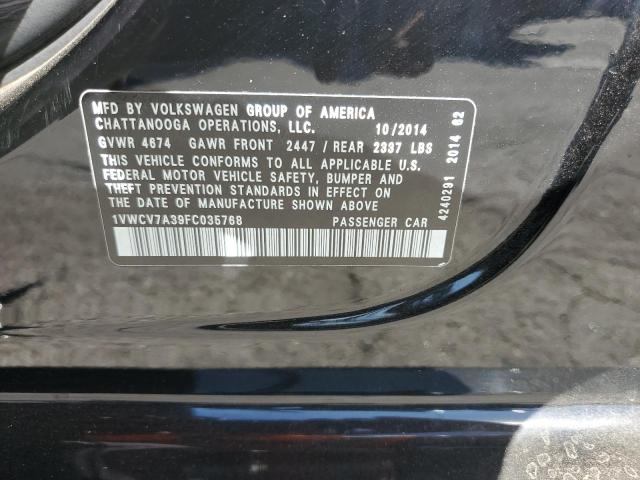 MFD BY VOLKSWAGEN GROUP OF AMERICA
CHATTANOOGA OPERATIONS, LLC. 10/2014
GVWR 4674 GAWR FRONT 2447 / REAR 2337 LBS
THIS VEHICLE CONFORMS TO ALL APPLICABLE U.S.
FEDERAL MOTOR VEHICLE SAFETY, BUMPER AND
THEFT PREVENTION STANDARDS IN EFFECT ON
THE DATE OF MANUFACTURE SHOWN ABOVE
1VWCV7A39FC035768 PASSENGER CAR
4240291 2014 62